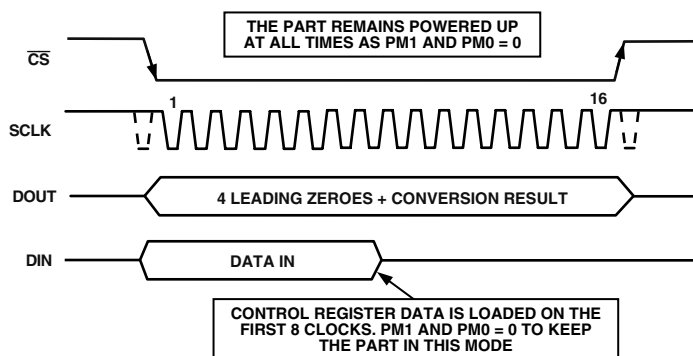 THE PART REMAINS POWERED UP
AT ALL TIMES AS PM1 AND PM0 = 0
CS
1
16
SCLK
DOUT
4 LEADING ZEROES + CONVERSION RESULT
DIN
DATA IN
CONTROL REGISTER DATA IS LOADED ON THE
FIRST 8 CLOCKS. PM1 AND PM0 = 0 TO KEEP
THE PART IN THIS MODE